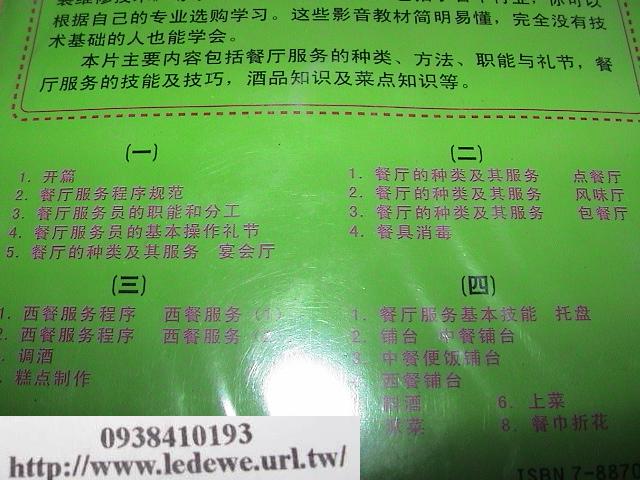 根据自己的专业选购学习。这些影音教材简明易懂，完全没有技
术基础的人也能学会。
本片主要内容包括餐厅服务的种类、方法、职能与礼节，餐
厅服务的技能及技巧，酒品知识及菜点知识等。
(一)
1. 开篇
2. 餐厅服务程序规范
3. 餐厅服务员的职能和分工
4. 餐厅服务员的基本操作礼节
5. 餐厅的种类及其服务 宴会厅
(二)
1. 餐厅的种类及其服务 点餐厅
2. 餐厅的种类及其服务 风味厅
3. 餐厅的种类及其服务 包餐厅
4. 餐具消毒
(三)
1. 西餐服务程序 西餐服务 (1)
2. 西餐服务程序 西餐服务
调酒
糕点制作
(四)
1. 餐厅服务基本技能 托盘
2. 铺台 中餐铺台
3. 中餐便饭铺台
西餐铺台
酒
6. 上菜
菜
8. 餐巾折花
ISBN 7-8870
0938410193
http://www.ledewe.url.tw/